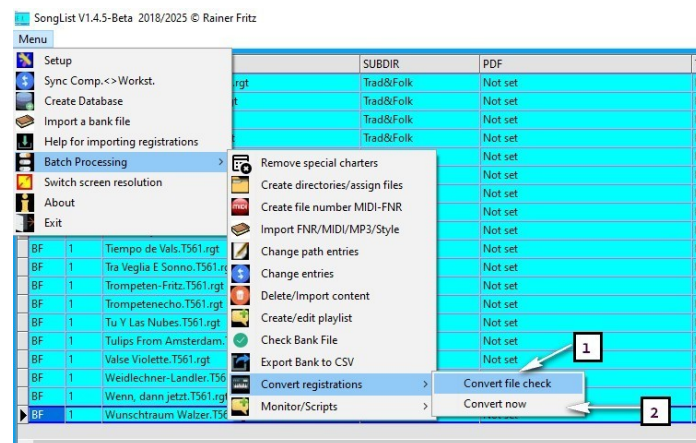 SongList V1.4.5-Beta 2018/2025 © Rainer Fritz
Menu
SUBDIR PDF
Setup
.rgt Trad&Folk Not set
Sync Comp.<>Workst.
Trad&Folk Not set
Create Database
Trad&Folk Not set
Import a bank file
Trad&Folk Not set
Help for importing registrations
Not set
Batch Processing > Remove special charters
Not set
Switch screen resolution Create directories/assign files
Not set
About Create file number MIDI-FNR
Not set
Exit Import FNR/MIDI/MP3/Style
Not set
BF 1 Tiempo de Vals.T561.rgt Change path entries Not set
BF 1 Tra Veglia E Sonno.T561.rg Change entries Not set
BF 1 Trompeten-Fritz.T561.rgt Delete/Import content Not set
BF 1 Trompetenecho.T561.rgt Create/edit playlist Not set
BF 1 Tu Y Las Nubes.T561.rgt Not set
BF 1 Tulips From Amsterdam. Check Bank File Not set
1
BF 1 Valse Violette.T561.rgt Export Bank to CSV Not set
BF 1 Weidlechner-Landler.T56 Convert registrations > Convert file check
BF 1 Wenn, dann jetzt.T561.rgt Monitor/Scripts > Convert now
2
BF 1 Wunschtraum Walzer.T56